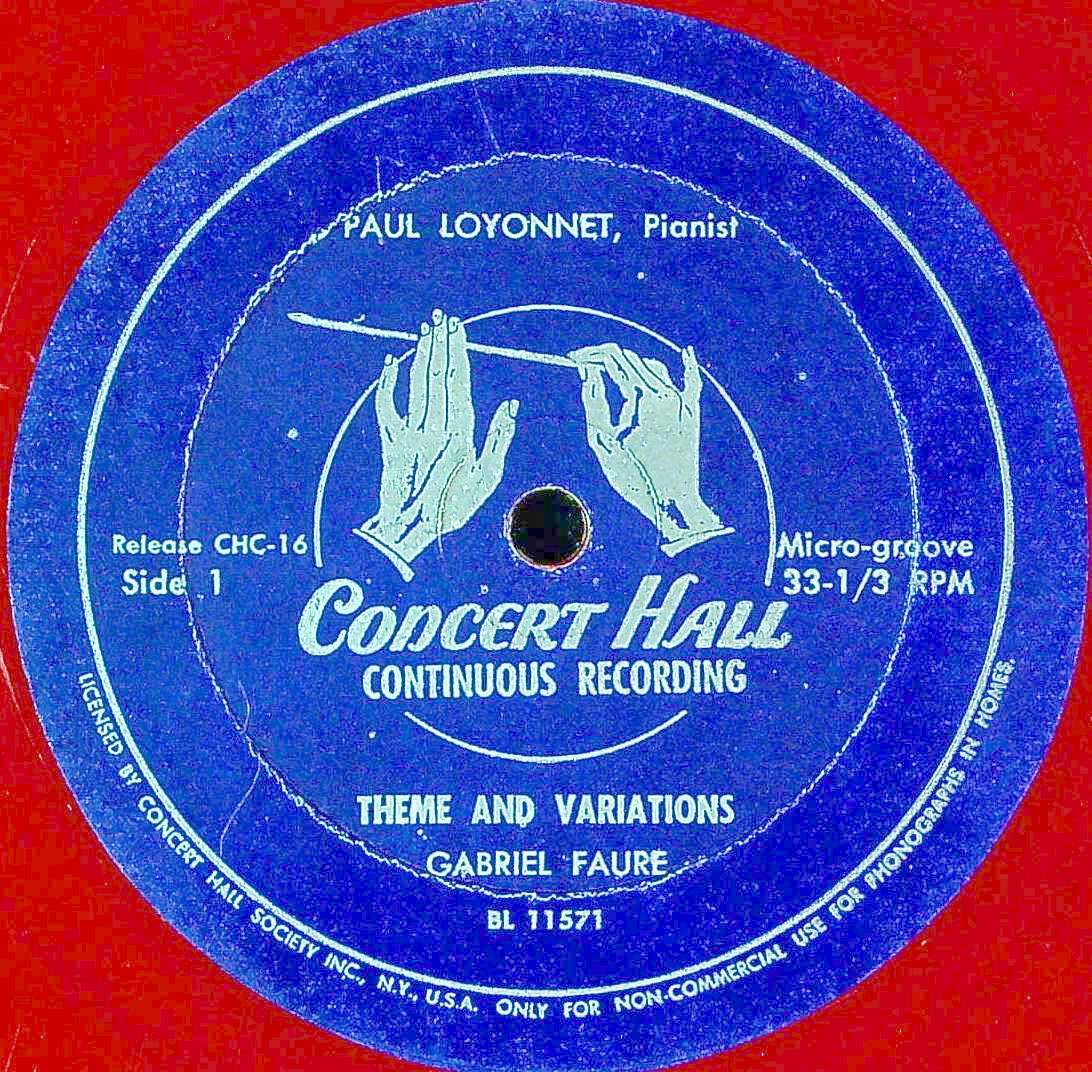 PAUL LOYONNET, Pianist
Release CHC-16
Side 1
Micro-groove
33-1/3 RPM
CONCERT HALL
CONTINUOUS RECORDING
THEME AND VARIATIONS
GABRIEL FAURE
BL 11571
LICENSED BY CONCERT HALL SOCIETY INC., N.Y., U.S.A. ONLY FOR NON-COMMERCIAL USE FOR PHONOGRAPHS IN HOMES.